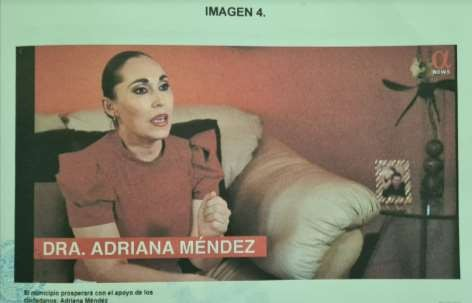 IMAGEN 4.
α
NEWS
DRA. ADRIANA MÉNDEZ
El municipio prosperará con el apoyo de los
ciudadanos: Adriana Méndez